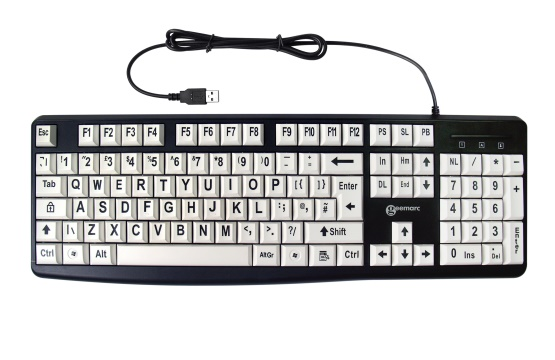 Esc F1 F2 F3 F4 F5 F6 F7 F8 F9 F10 F11 F12 PS SL PB
!1 "2 £3 $4 %5 ^6 &7 *8 (9 )0 _- += In Hm NL / * -
Tab Q W E R T Y U I O P [{ ]} Enter DL End 7 8 9 +
A S D F G H J K L :; @, ~# Geemarc 4 5 6
|\ Z X C V B N M <, >. ?/ Shift 1 2 3 Enter
Ctrl Alt AltGr Ctrl 0 Ins .Del